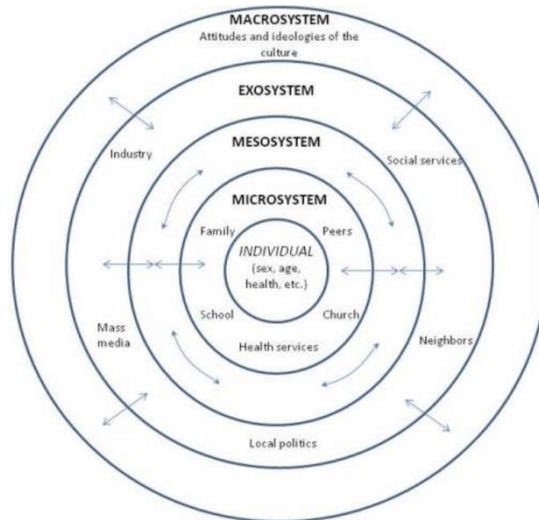 MACROSYSTEM
Attitudes and ideologies of the
culture
EXOSYSTEM
MESOSYSTEM
Industry
Social services
MICROSYSTEM
Family
Peers
INDIVIDUAL
(sex, age,
health, etc.)
School
Church
Health services
Mass
media
Neighbors
Local politics